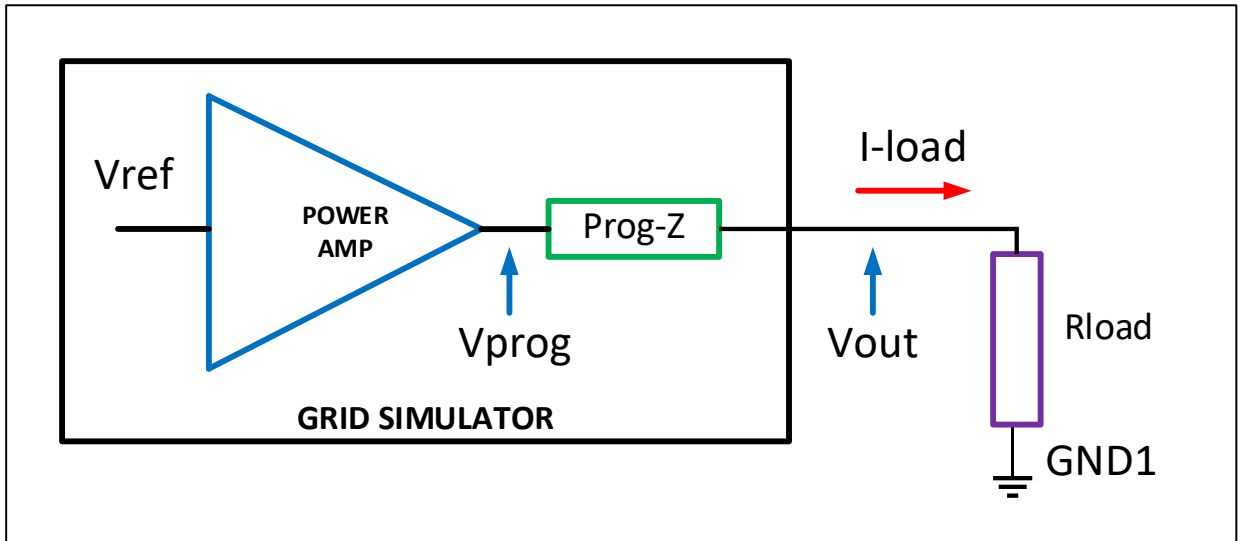 Vref
POWER
AMP
Prog-Z
Vprog
GRID SIMULATOR
I-load
Vout
Rload
GND1